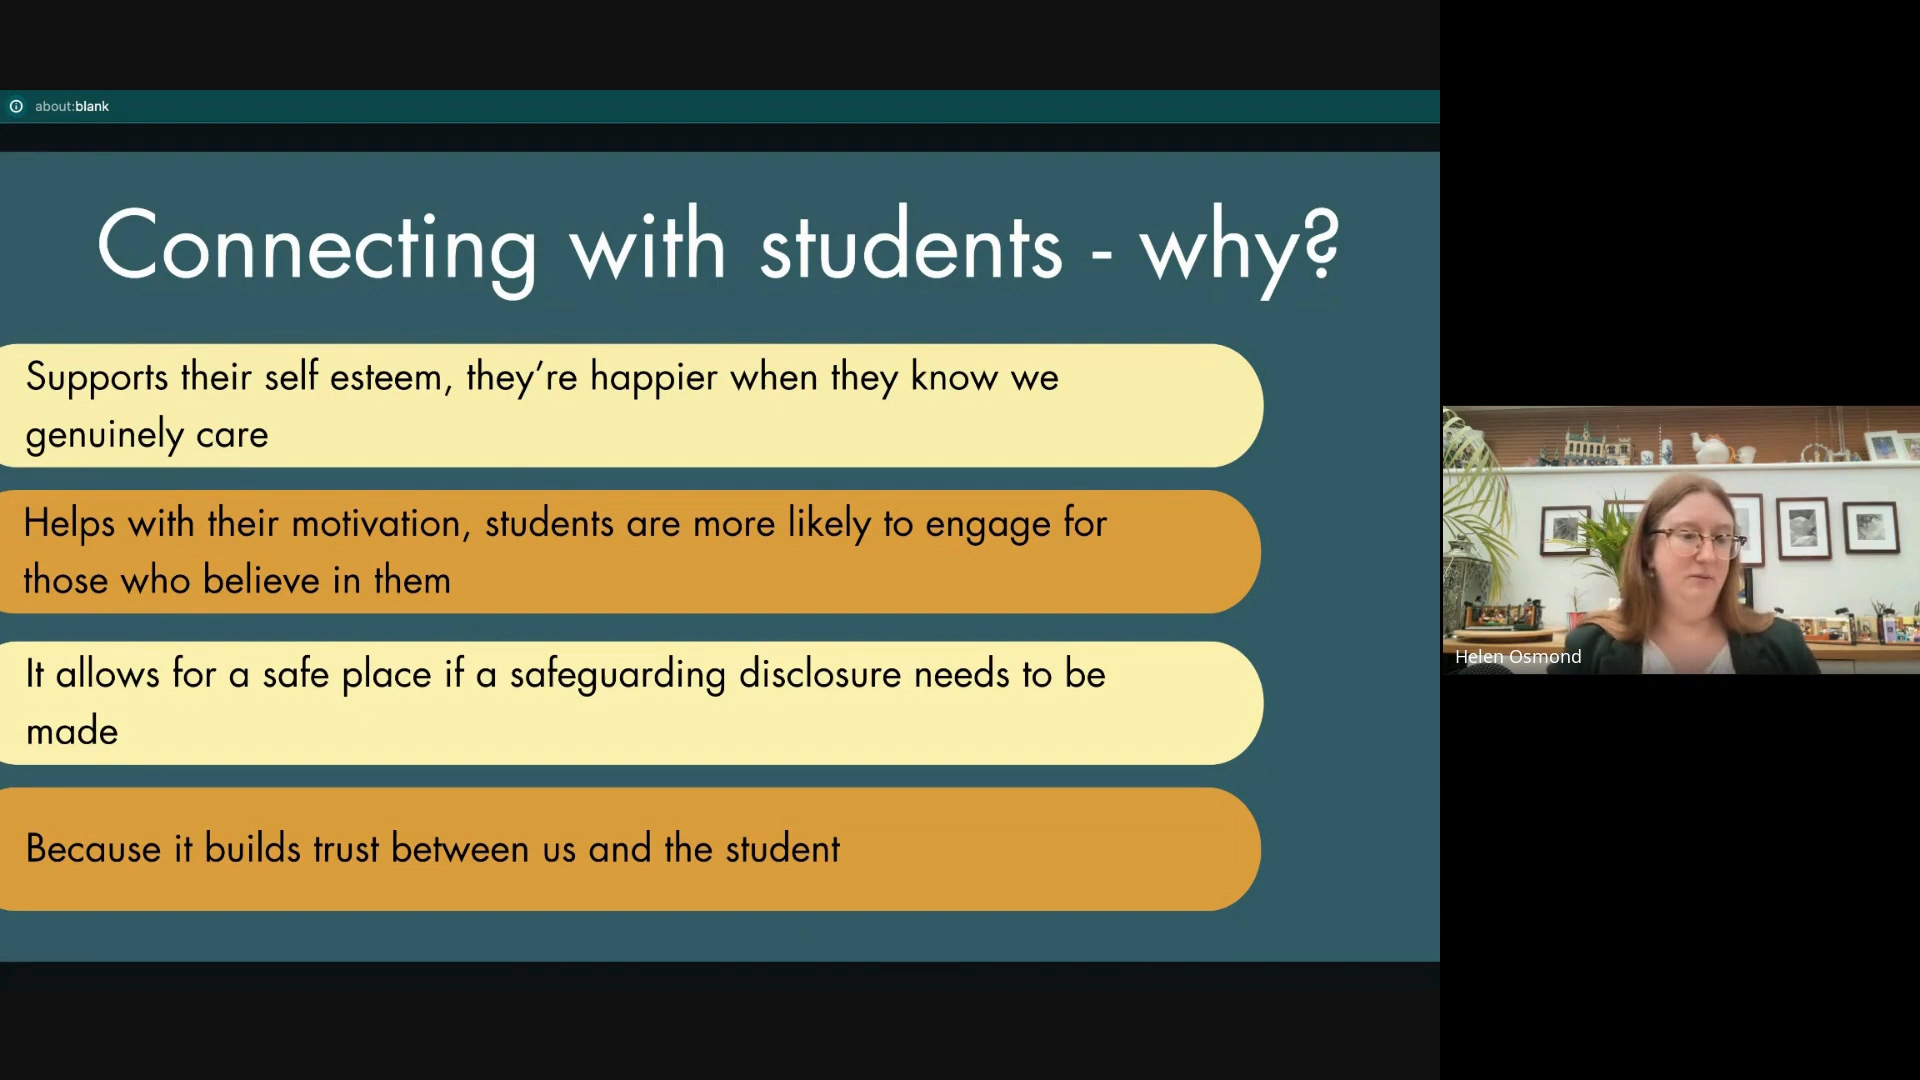 about:blank
Connecting with students - why?
Supports their self esteem, they’re happier when they know we
genuinely care
Helps with their motivation, students are more likely to engage for
those who believe in them
It allows for a safe place if a safeguarding disclosure needs to be
made
Because it builds trust between us and the student
Helen Osmond